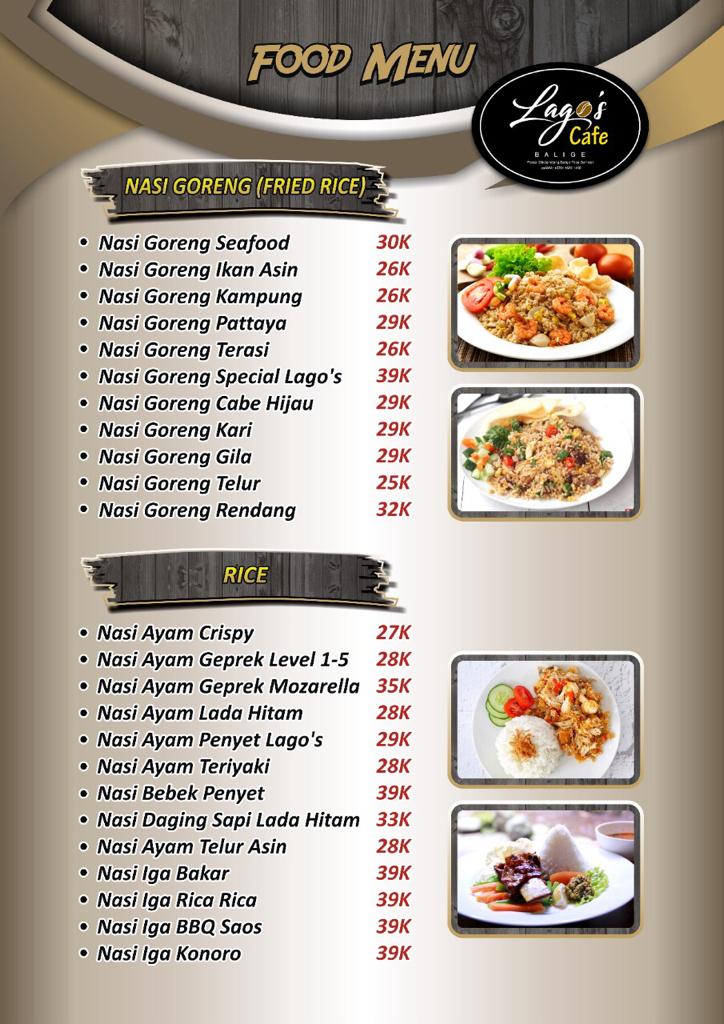 FOOD MENU
Lago's
Cafe
BALIGE
NASI GORENG (FRIED RICE)
• Nasi Goreng Seafood 30K
• Nasi Goreng Ikan Asin 26K
• Nasi Goreng Kampung 26K
• Nasi Goreng Pattaya 29K
• Nasi Goreng Terasi 26K
• Nasi Goreng Special Lago's 39K
• Nasi Goreng Cabe Hijau 29K
• Nasi Goreng Kari 29K
• Nasi Goreng Gila 29K
• Nasi Goreng Telur 25K
• Nasi Goreng Rendang 32K
RICE
• Nasi Ayam Crispy 27K
• Nasi Ayam Geprek Level 1-5 28K
• Nasi Ayam Geprek Mozarella 35K
• Nasi Ayam Lada Hitam 28K
• Nasi Ayam Penyet Lago's 29K
• Nasi Ayam Teriyaki 28K
• Nasi Bebek Penyet 39K
• Nasi Daging Sapi Lada Hitam 33K
• Nasi Ayam Telur Asin 28K
• Nasi Iga Bakar 39K
• Nasi Iga Rica Rica 39K
• Nasi Iga BBQ Saos 39K
• Nasi Iga Konoro 39K